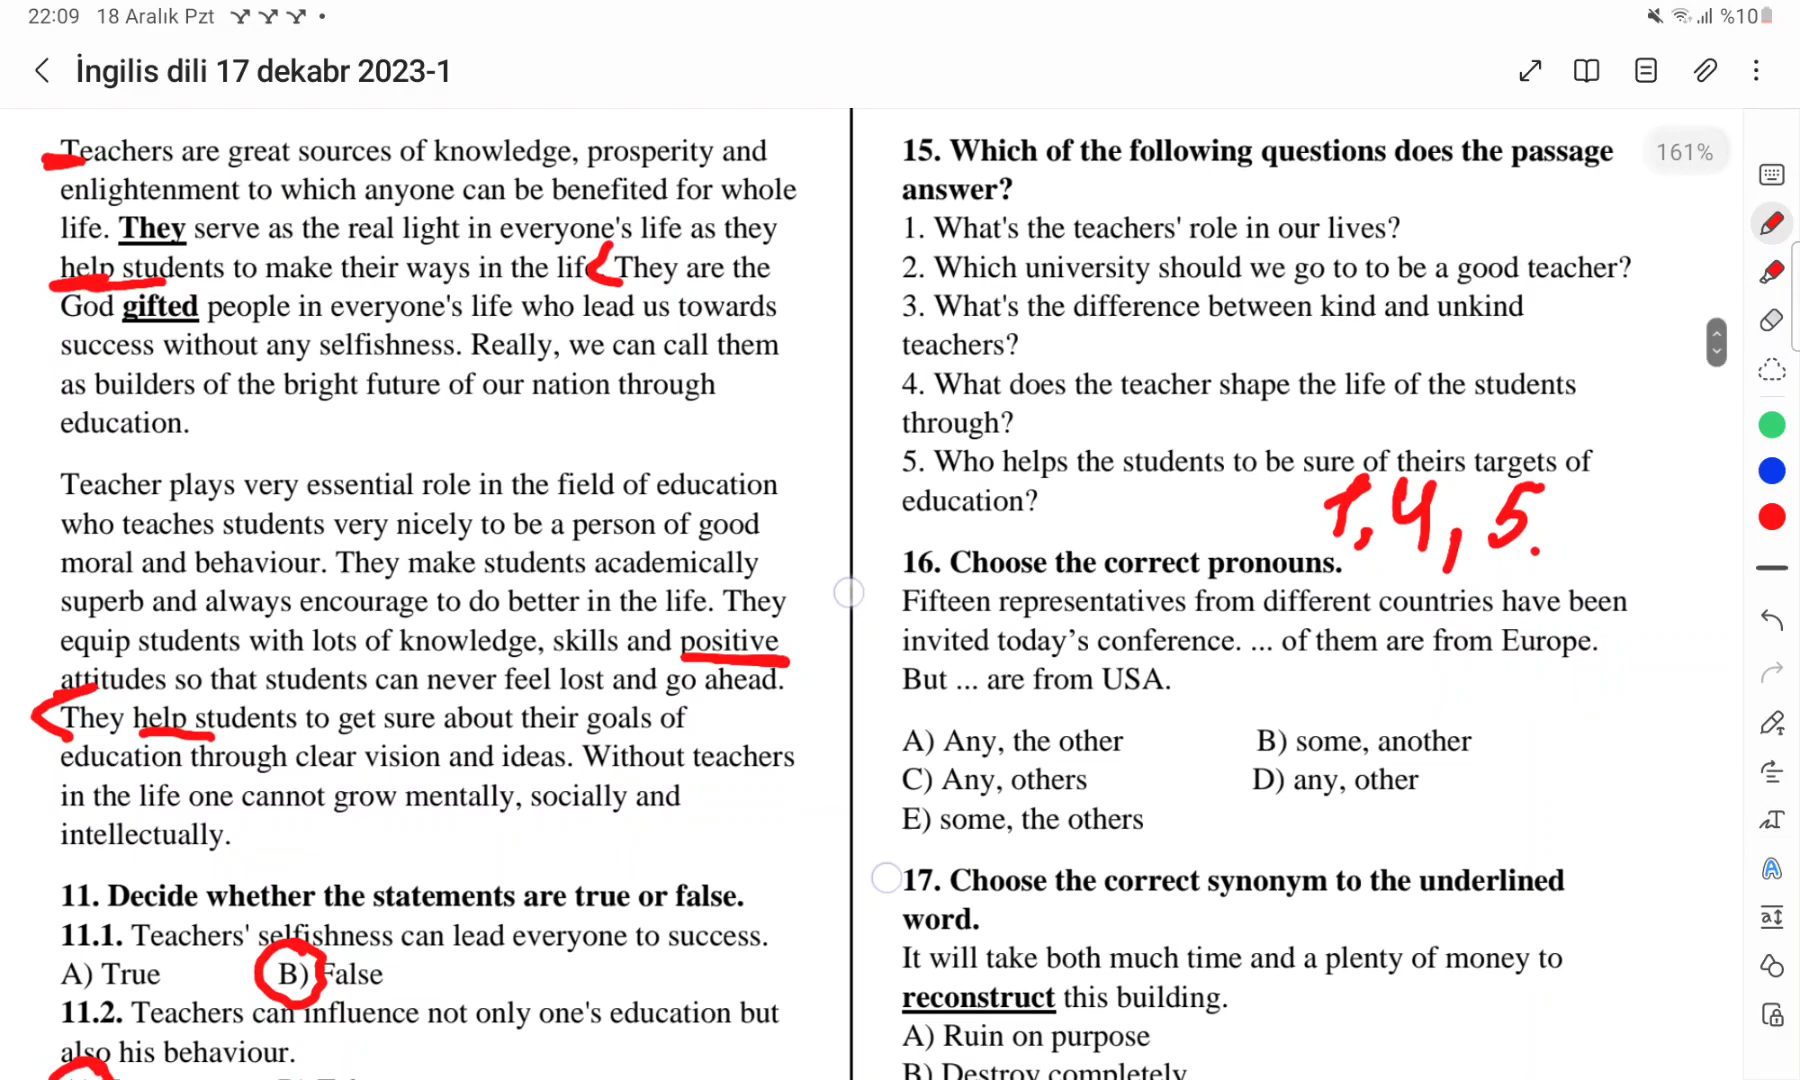 22:09 18 Aralık Pzt
%10
İngilis dili 17 dekabr 2023-1
161%
Teachers are great sources of knowledge, prosperity and
enlightenment to which anyone can be benefited for whole
life. They serve as the real light in everyone's life as they
help students to make their ways in the life They are the
God gifted people in everyone's life who lead us towards
success without any selfishness. Really, we can call them
as builders of the bright future of our nation through
education.
Teacher plays very essential role in the field of education
who teaches students very nicely to be a person of good
moral and behaviour. They make students academically
superb and always encourage to do better in the life. They
equip students with lots of knowledge, skills and positive
attitudes so that students can never feel lost and go ahead.
They help students to get sure about their goals of
education through clear vision and ideas. Without teachers
in the life one cannot grow mentally, socially and
intellectually.
11. Decide whether the statements are true or false.
11.1. Teachers' selfishness can lead everyone to success.
A) True B) False
11.2. Teachers can influence not only one's education but
also his behaviour.
15. Which of the following questions does the passage
answer?
1. What's the teachers' role in our lives?
2. Which university should we go to to be a good teacher?
3. What's the difference between kind and unkind
teachers?
4. What does the teacher shape the life of the students
through?
5. Who helps the students to be sure of theirs targets of
education?
1, 4, 5.
16. Choose the correct pronouns.
Fifteen representatives from different countries have been
invited today’s conference. ... of them are from Europe.
But ... are from USA.
A) Any, the other B) some, another
C) Any, others D) any, other
E) some, the others
17. Choose the correct synonym to the underlined
word.
It will take both much time and a plenty of money to
reconstruct this building.
A) Ruin on purpose
B) Destroy completely